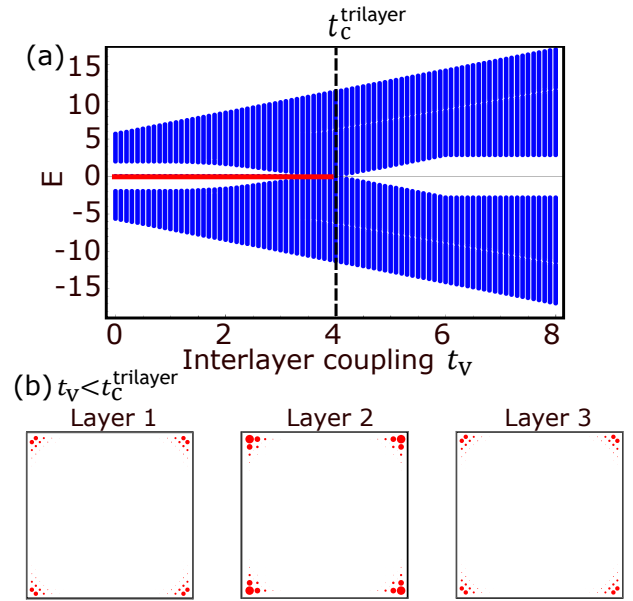 t_c^trilayer
(a)
15
10
5
0
-5
-10
-15
E
0 2 4 6 8
Interlayer coupling t_v
(b) t_v<t_c^trilayer
Layer 1 Layer 2 Layer 3